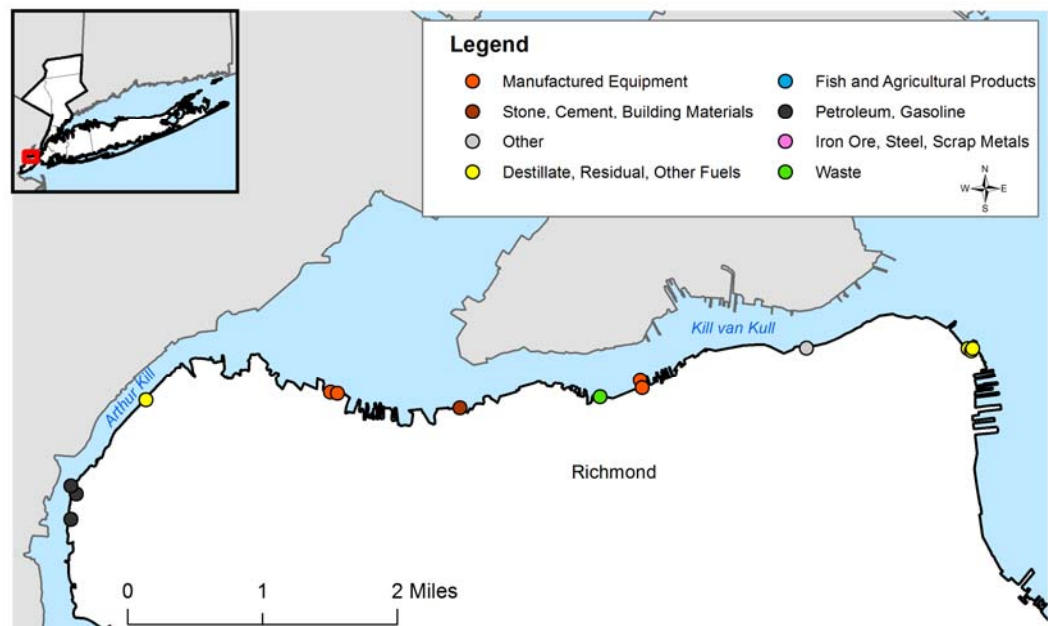 Legend
Manufactured Equipment
Stone, Cement, Building Materials
Other
Destillate, Residual, Other Fuels
Fish and Agricultural Products
Petroleum, Gasoline
Iron Ore, Steel, Scrap Metals
Waste
N
W E
S
Kill van Kull
Arthur Kill
Richmond
0 1 2 Miles